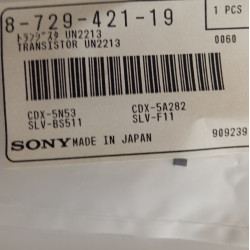 8-729-421-19
1 PCS
トランジスタ UN2213
TRANSISTOR UN2213
0060
CDX-5N53 CDX-5A282
SLV-BS511 SLV-F11
SONY MADE IN JAPAN
909239